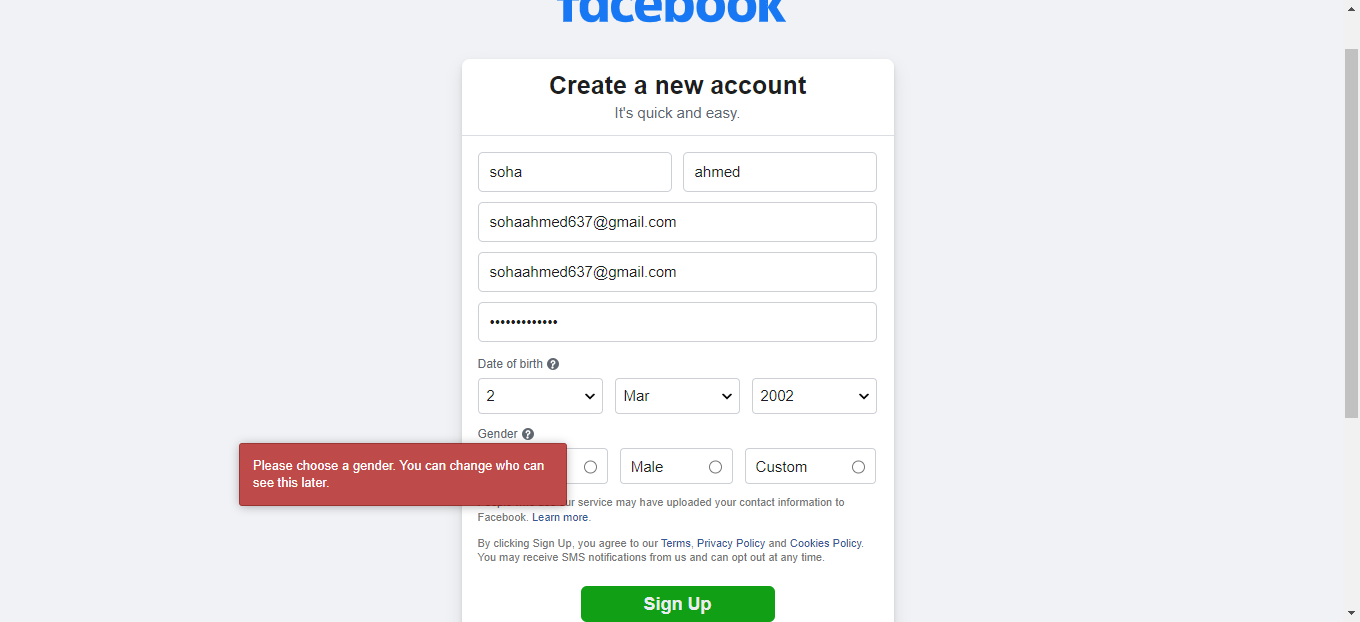 facebook
Create a new account
It's quick and easy.
soha ahmed
sohaahmed637@gmail.com
sohaahmed637@gmail.com
•••••••••••••
Date of birth ?
2 Mar 2002
Gender ?
Please choose a gender. You can change who can
see this later.
Male Custom
service may have uploaded your contact information to
Facebook. Learn more.
By clicking Sign Up, you agree to our Terms, Privacy Policy and Cookies Policy.
You may receive SMS notifications from us and can opt out at any time.
Sign Up